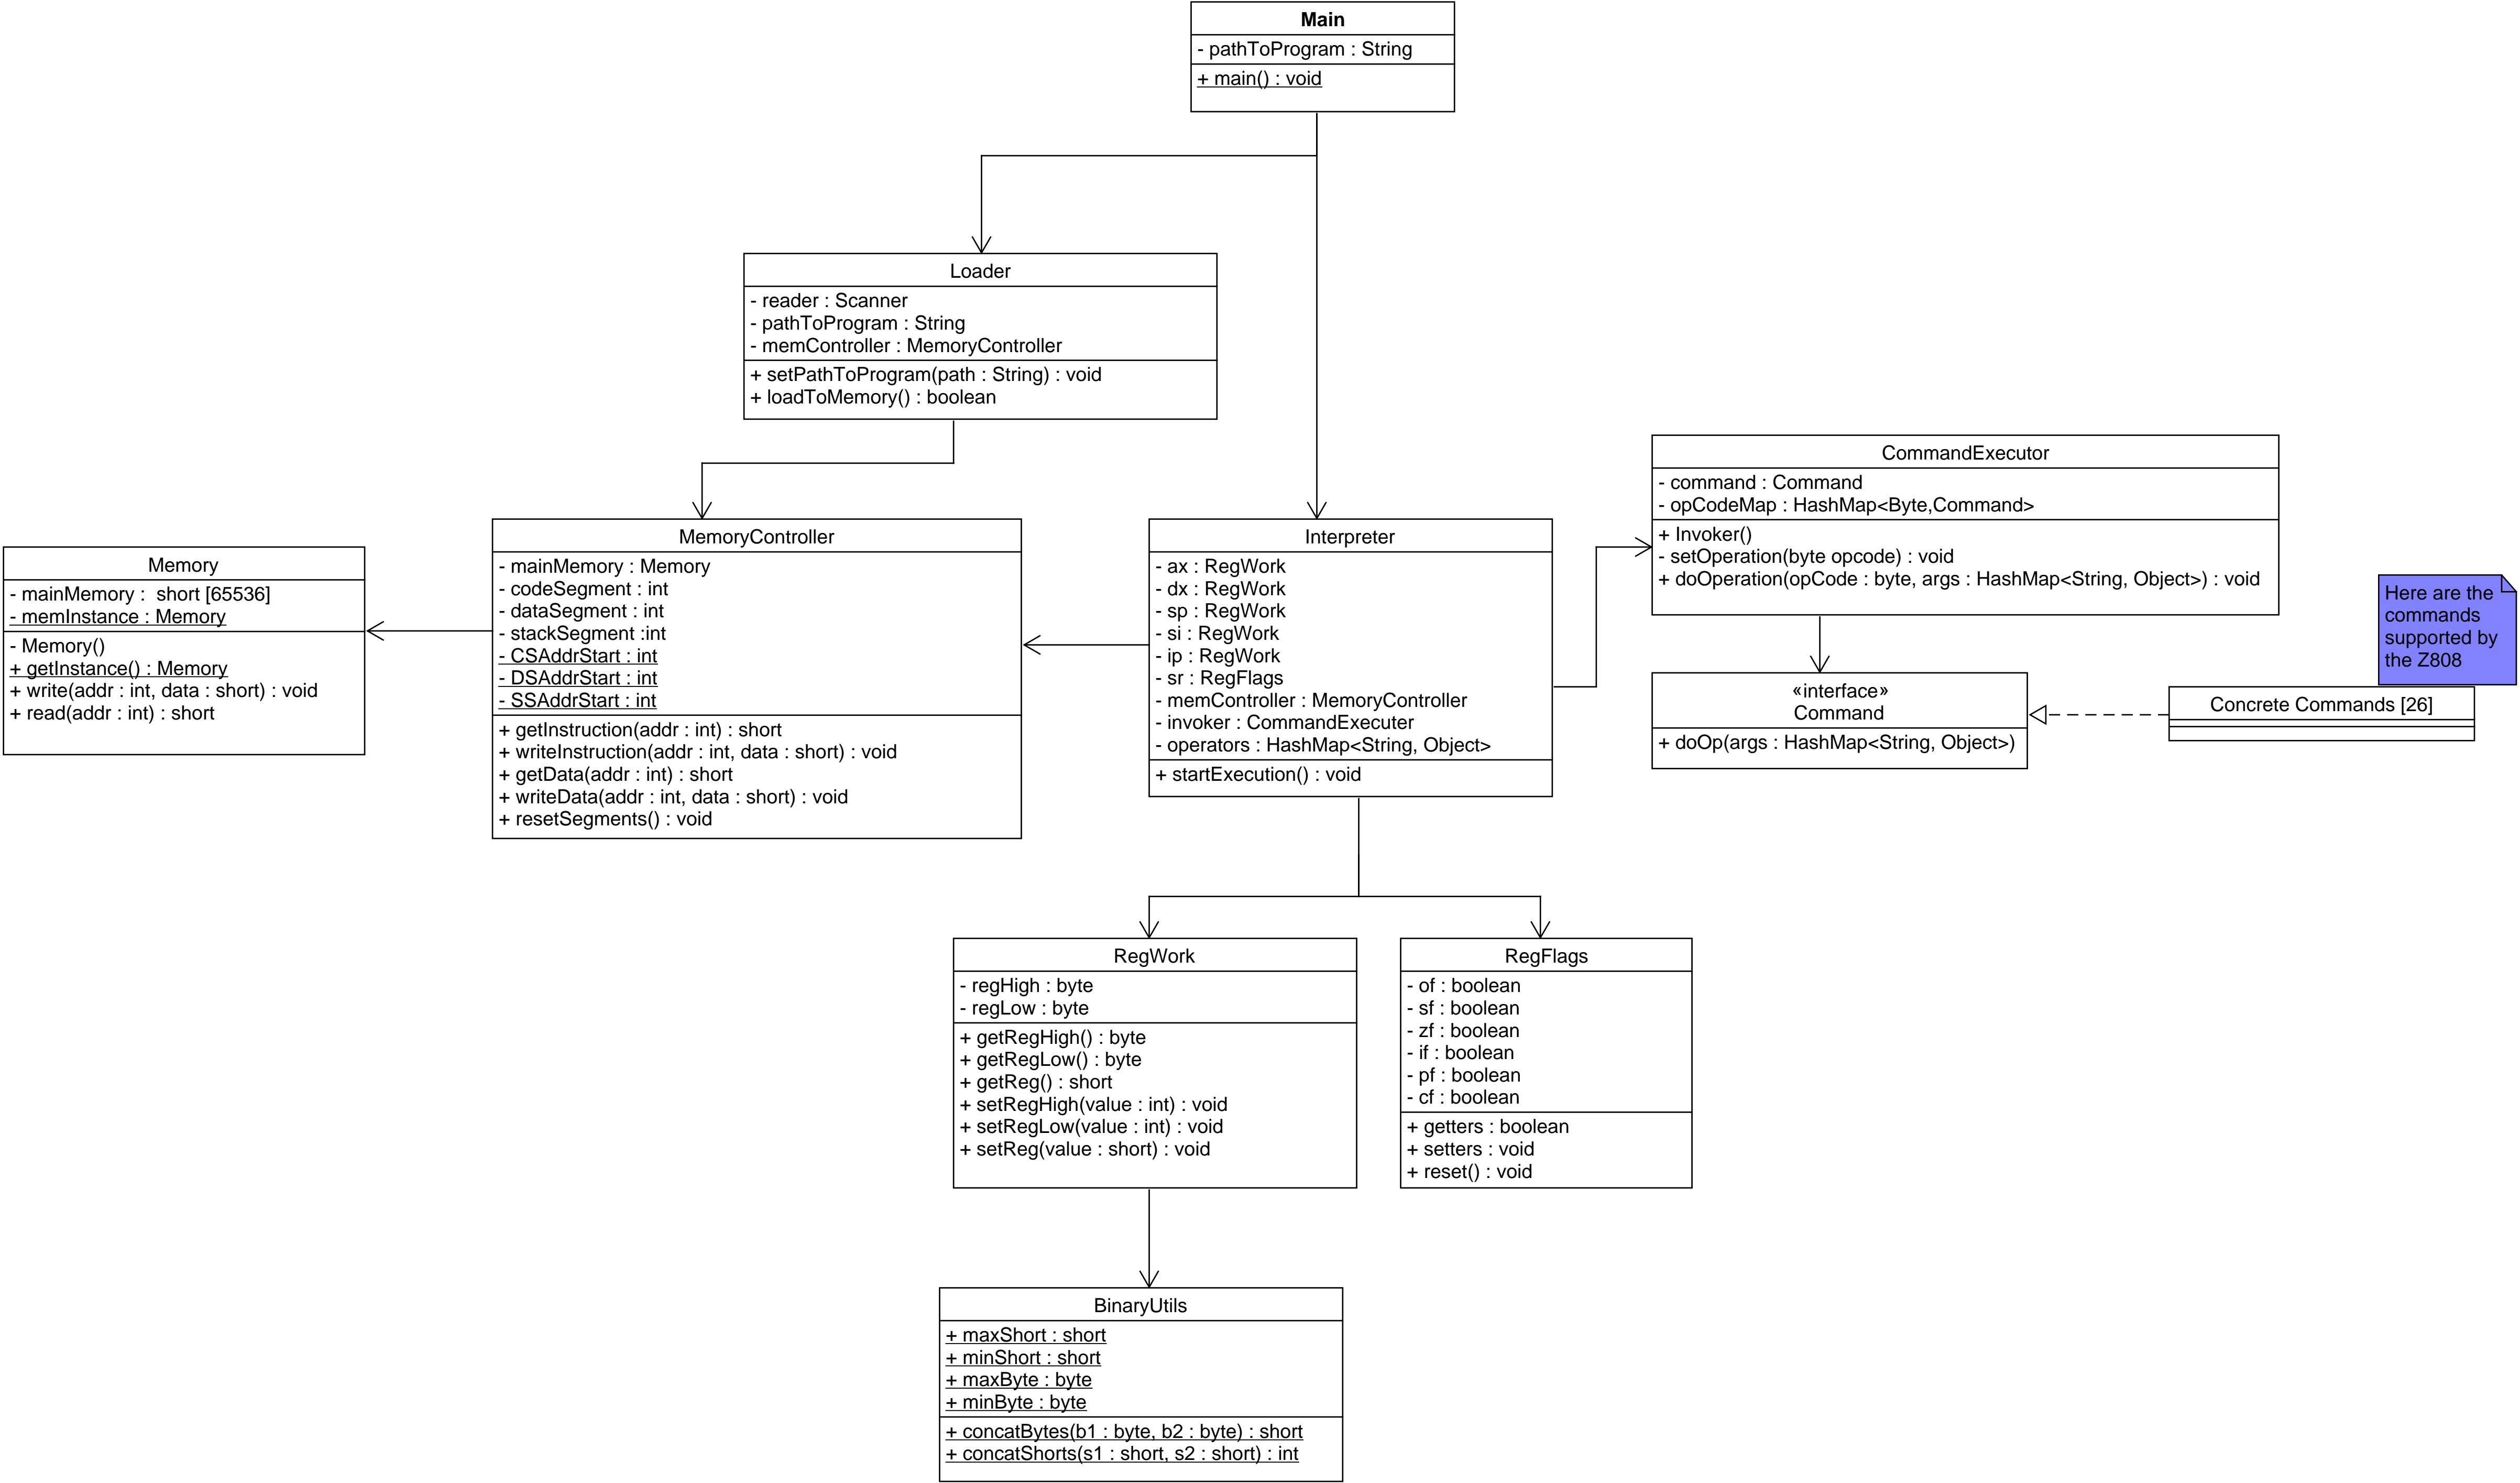 Main
- pathToProgram : String
+ main() : void
Loader
- reader : Scanner
- pathToProgram : String
- memController : MemoryController
+ setPathToProgram(path : String) : void
+ loadToMemory() : boolean
Memory
- mainMemory :  short [65536]
- memInstance : Memory
- Memory()
+ getInstance() : Memory
+ write(addr : int, data : short) : void
+ read(addr : int) : short
MemoryController
- mainMemory : Memory
- codeSegment : int
- dataSegment : int
- stackSegment :int
- CSAddrStart : int
- DSAddrStart : int
- SSAddrStart : int
+ getInstruction(addr : int) : short
+ writeInstruction(addr : int, data : short) : void
+ getData(addr : int) : short
+ writeData(addr : int, data : short) : void
+ resetSegments() : void
Interpreter
- ax : RegWork
- dx : RegWork
- sp : RegWork
- si : RegWork
- ip : RegWork
- sr : RegFlags
- memController : MemoryController
- invoker : CommandExecuter
- operators : HashMap<String, Object>
+ startExecution() : void
CommandExecutor
- command : Command
- opCodeMap : HashMap<Byte,Command>
+ Invoker()
- setOperation(byte opcode) : void
+ doOperation(opCode : byte, args : HashMap<String, Object>) : void
Here are the
commands
supported by
the Z808
«interface»
Command
+ doOp(args : HashMap<String, Object>)
Concrete Commands [26]
RegWork
- regHigh : byte
- regLow : byte
+ getRegHigh() : byte
+ getRegLow() : byte
+ getReg() : short
+ setRegHigh(value : int) : void
+ setRegLow(value : int) : void
+ setReg(value : short) : void
RegFlags
- of : boolean
- sf : boolean
- zf : boolean
- if : boolean
- pf : boolean
- cf : boolean
+ getters : boolean
+ setters : void
+ reset() : void
BinaryUtils
+ maxShort : short
+ minShort : short
+ maxByte : byte
+ minByte : byte
+ concatBytes(b1 : byte, b2 : byte) : short
+ concatShorts(s1 : short, s2 : short) : int